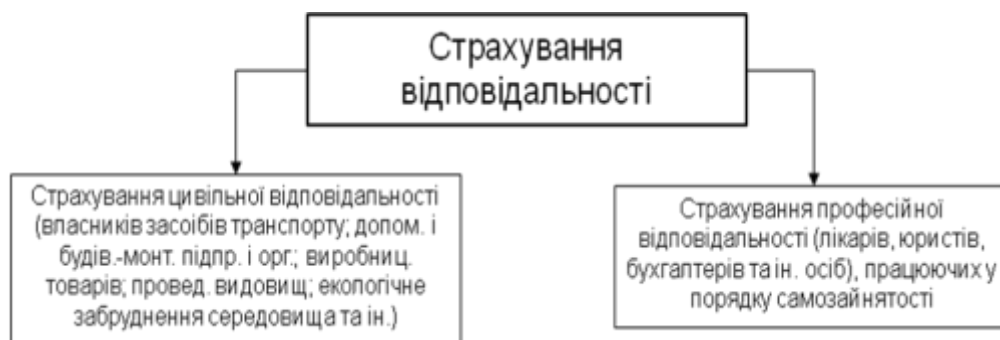 Страхування
відповідальності
Страхування цивільної відповідальності
(власників засоібів транспорту; допом. і
будів.-монт. підпр. і орг.; виробниц.
товарів; провед. видовищ; екологічне
забруднення середовища та ін.)
Страхування професійної
відповідальності (лікарів, юристів,
бухгалтерів та ін. осіб), працюючих у
порядку самозайнятості